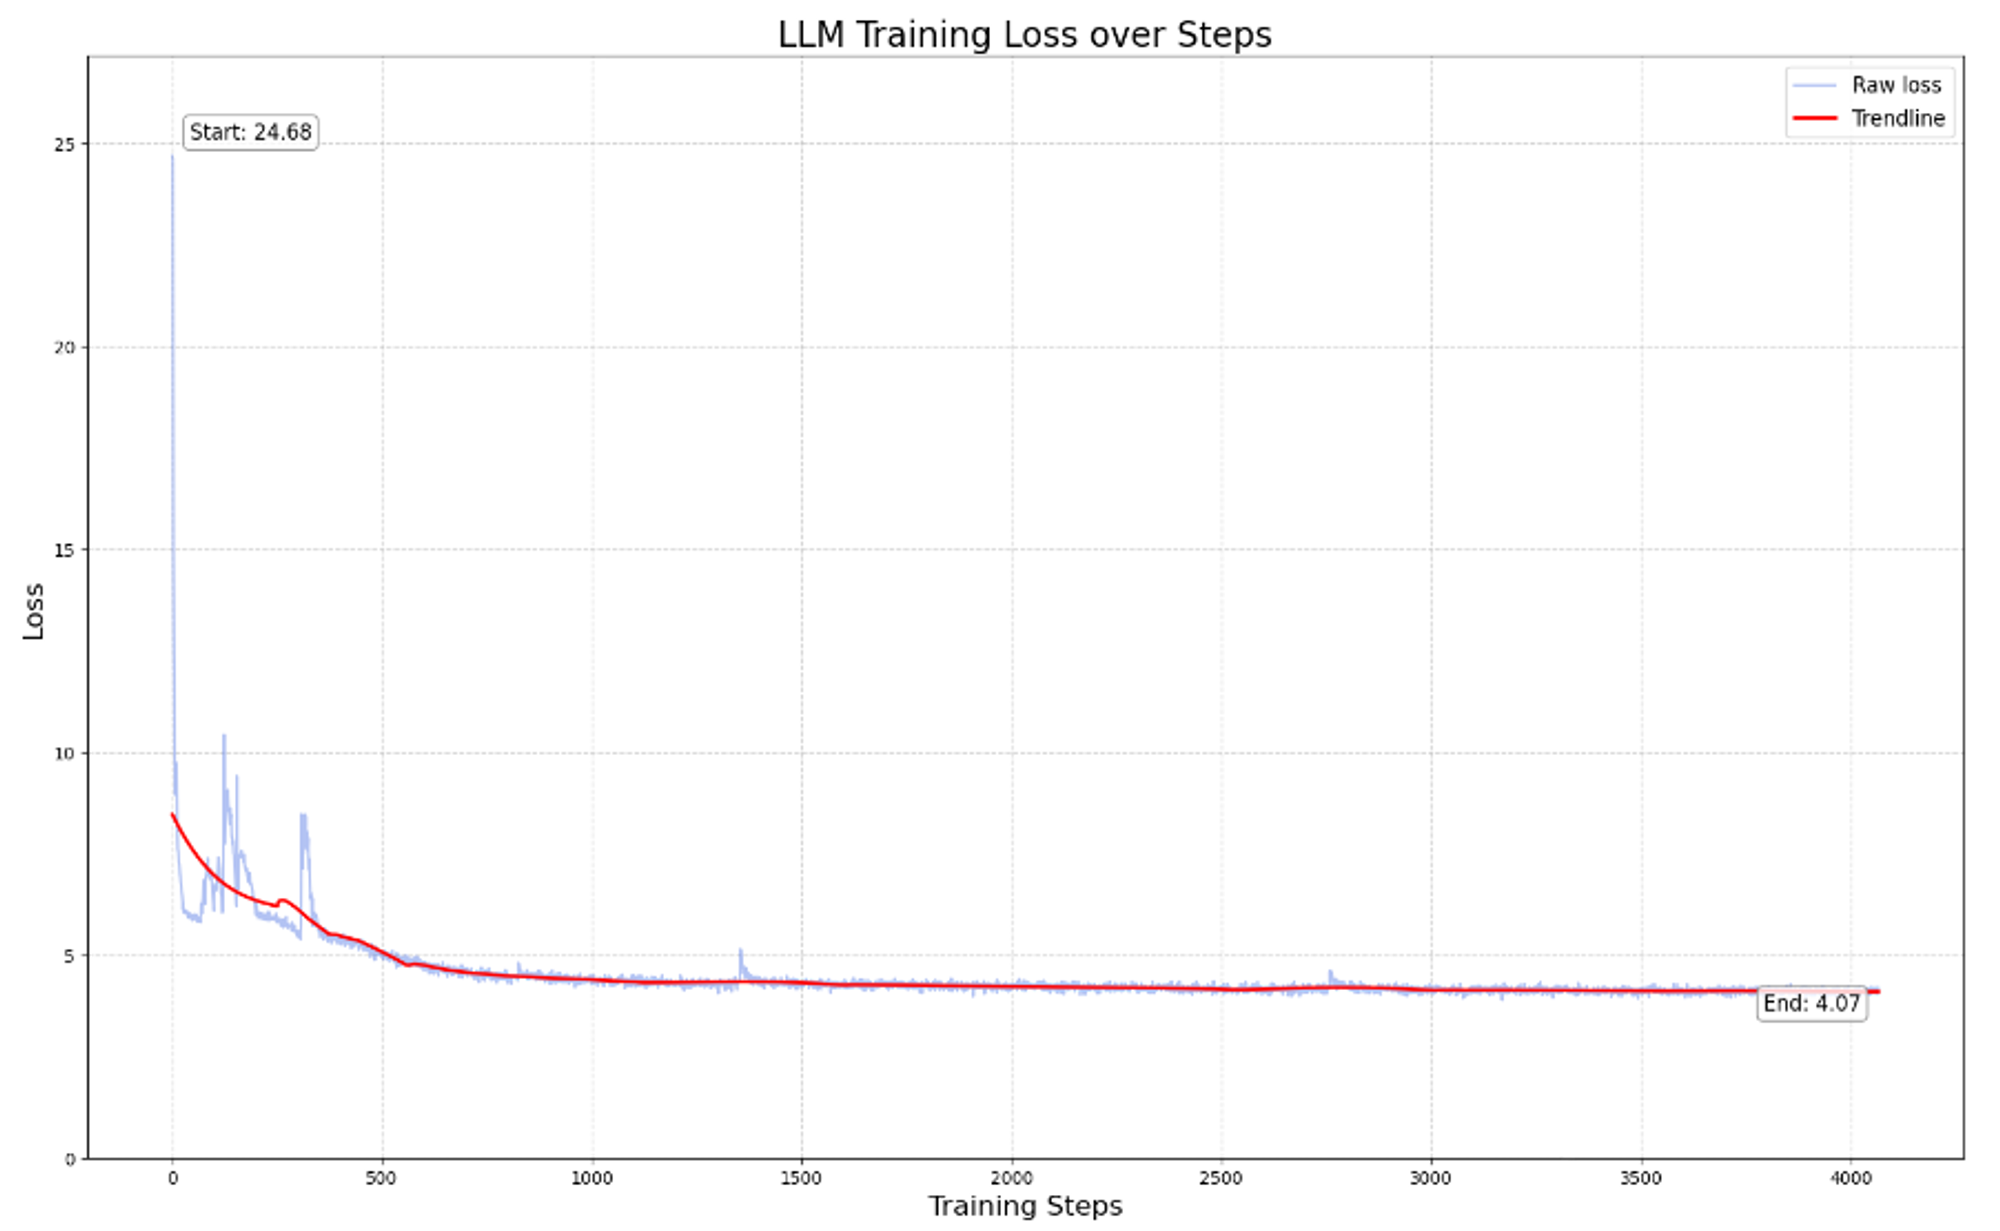 LLM Training Loss over Steps
Raw loss
Trendline
Start: 24.68
25
20
15
10
5
0
Loss
End: 4.07
0 500 1000 1500 2000 2500 3000 3500 4000
Training Steps